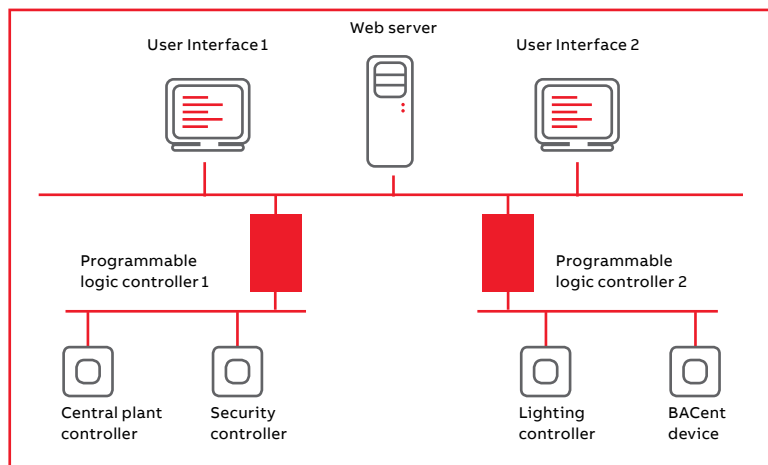 Web server
User Interface 1
User Interface 2
Programmable
logic controller 1
Programmable
logic controller 2
Central plant
controller
Security
controller
Lighting
controller
BACent
device